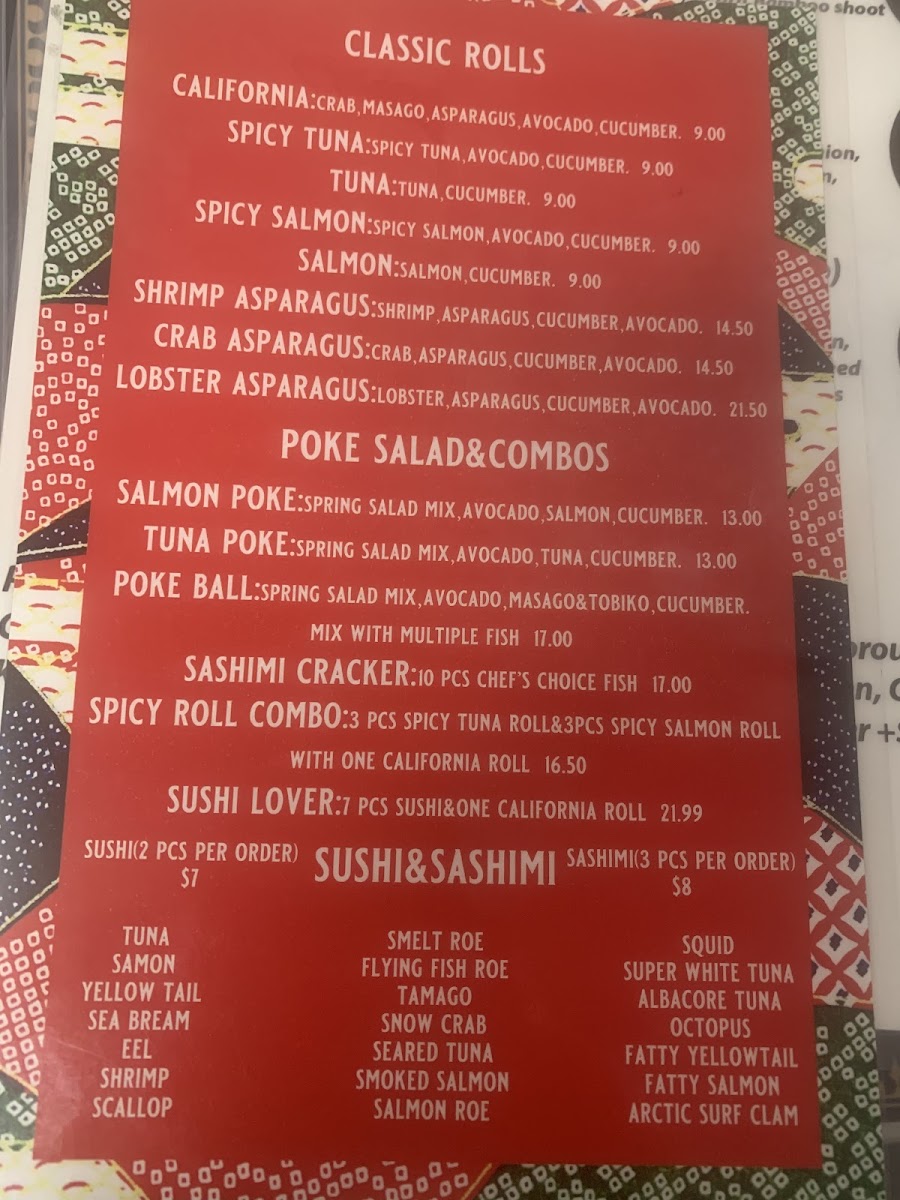 CLASSIC ROLLS
CALIFORNIA:CRAB,MASAGO,ASPARAGUS,AVOCADO,CUCUMBER. 9.00
SPICY TUNA:SPICY TUNA,AVOCADO,CUCUMBER. 9.00
TUNA:TUNA,CUCUMBER. 9.00
SPICY SALMON:SPICY SALMON,AVOCADO,CUCUMBER. 9.00
SALMON:SALMON,CUCUMBER. 9.00
SHRIMP ASPARAGUS:SHRIMP,ASPARAGUS,CUCUMBER,AVOCADO. 14.50
CRAB ASPARAGUS:CRAB,ASPARAGUS,CUCUMBER,AVOCADO. 14.50
LOBSTER ASPARAGUS:LOBSTER,ASPARAGUS,CUCUMBER,AVOCADO. 21.50
POKE SALAD&COMBOS
SALMON POKE:SPRING SALAD MIX,AVOCADO,SALMON,CUCUMBER. 13.00
TUNA POKE:SPRING SALAD MIX,AVOCADO,TUNA,CUCUMBER. 13.00
POKE BALL:SPRING SALAD MIX,AVOCADO,MASAGO&TOBIKO,CUCUMBER.
MIX WITH MULTIPLE FISH 17.00
SASHIMI CRACKER:10 PCS CHEF'S CHOICE FISH 17.00
SPICY ROLL COMBO:3 PCS SPICY TUNA ROLL&3PCS SPICY SALMON ROLL
WITH ONE CALIFORNIA ROLL 16.50
SUSHI LOVER:7 PCS SUSHI&ONE CALIFORNIA ROLL 21.99
SUSHI&SASHIMI
SUSHI(2 PCS PER ORDER)
$7
SASHIMI(3 PCS PER ORDER)
$8
TUNA
SAMON
YELLOW TAIL
SEA BREAM
EEL
SHRIMP
SCALLOP
SMELT ROE
FLYING FISH ROE
TAMAGO
SNOW CRAB
SEARED TUNA
SMOKED SALMON
SALMON ROE
SQUID
SUPER WHITE TUNA
ALBACORE TUNA
OCTOPUS
FATTY YELLOWTAIL
FATTY SALMON
ARCTIC SURF CLAM
shoot